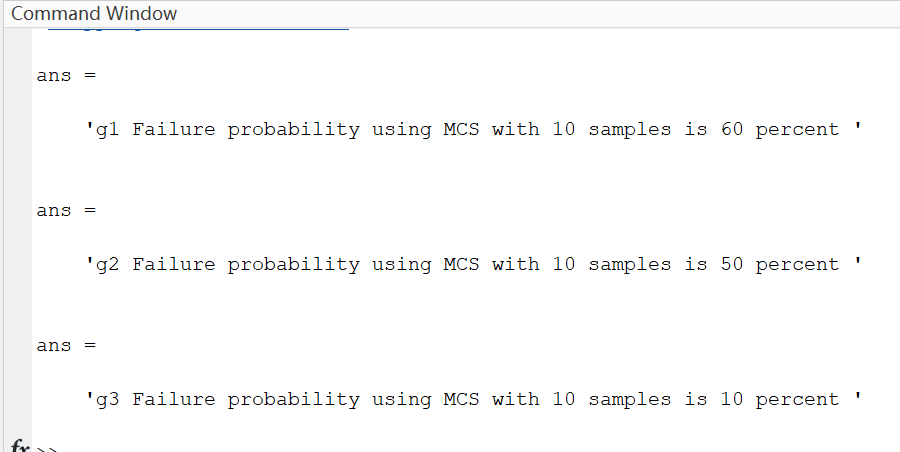 Command Window
ans =
'g1 Failure probability using MCS with 10 samples is 60 percent '
ans =
'g2 Failure probability using MCS with 10 samples is 50 percent '
ans =
'g3 Failure probability using MCS with 10 samples is 10 percent '
fx >>